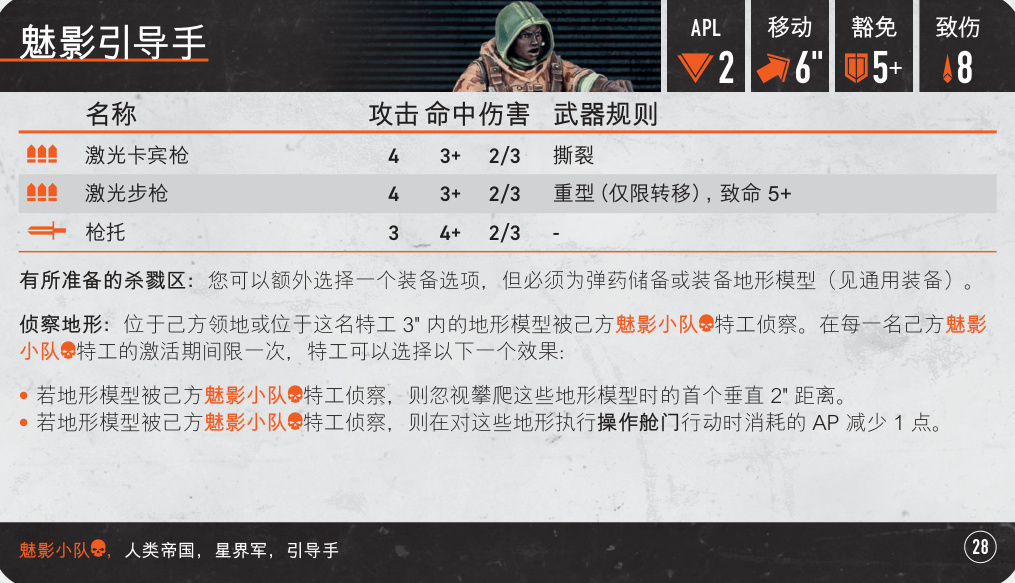 魅影引导手
APL 移动 豁免 致伤
2 6" 5+ 8
名称 攻击 命中 伤害 武器规则
激光卡宾枪 4 3+ 2/3 撕裂
激光步枪 4 3+ 2/3 重型（仅限转移），致命 5+
枪托 3 4+ 2/3 -
有所准备的杀戮区：您可以额外选择一个装备选项，但必须为弹药储备或装备地形模型（见通用装备）。
侦察地形：位于己方领地或位于这名特工 3" 内的地形模型被己方魅影小队特工侦察。在每一名己方魅影
小队特工的激活期间限一次，特工可以选择以下一个效果:
• 若地形模型被己方魅影小队特工侦察，则忽视攀爬这些地形模型时的首个垂直 2" 距离。
• 若地形模型被己方魅影小队特工侦察，则在对这些地形执行操作舱门行动时消耗的 AP 减少 1 点。
魅影小队，人类帝国，星界军，引导手
28